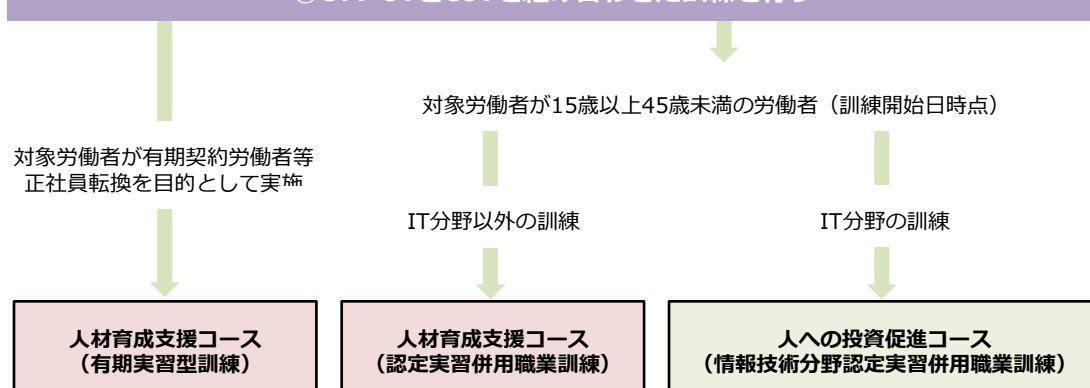 対象労働者が15歳以上45歳未満の労働者（訓練開始日時点）
対象労働者が有期契約労働者等
正社員転換を目的として実施
IT分野以外の訓練
IT分野の訓練
人材育成支援コース
（有期実習型訓練）
人材育成支援コース
（認定実習併用職業訓練）
人への投資促進コース
（情報技術分野認定実習併用職業訓練）